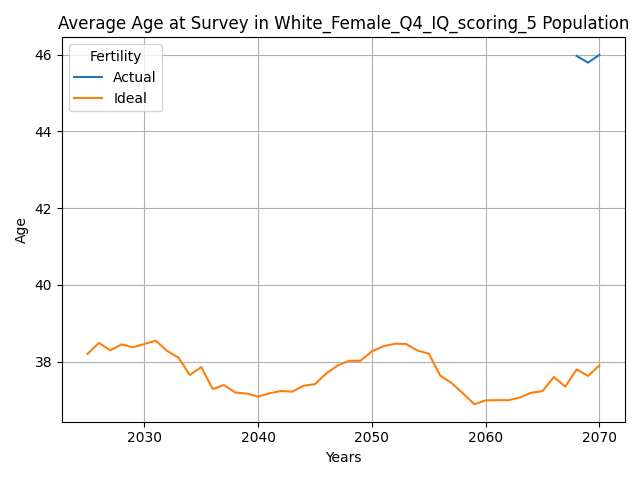 Average Age at Survey in White_Female_Q4_IQ_scoring_5 Population
Fertility
Actual
Ideal
46
44
42
40
38
Age
2030
2040
2050
2060
2070
Years